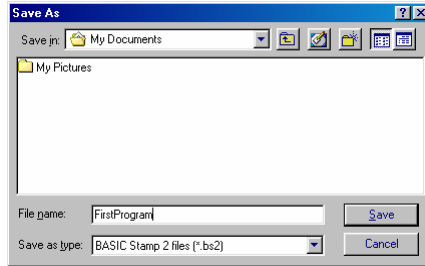 Save As
Save in: My Documents
My Pictures
File name: FirstProgram Save
Save as type: BASIC Stamp 2 files (*.bs2) Cancel